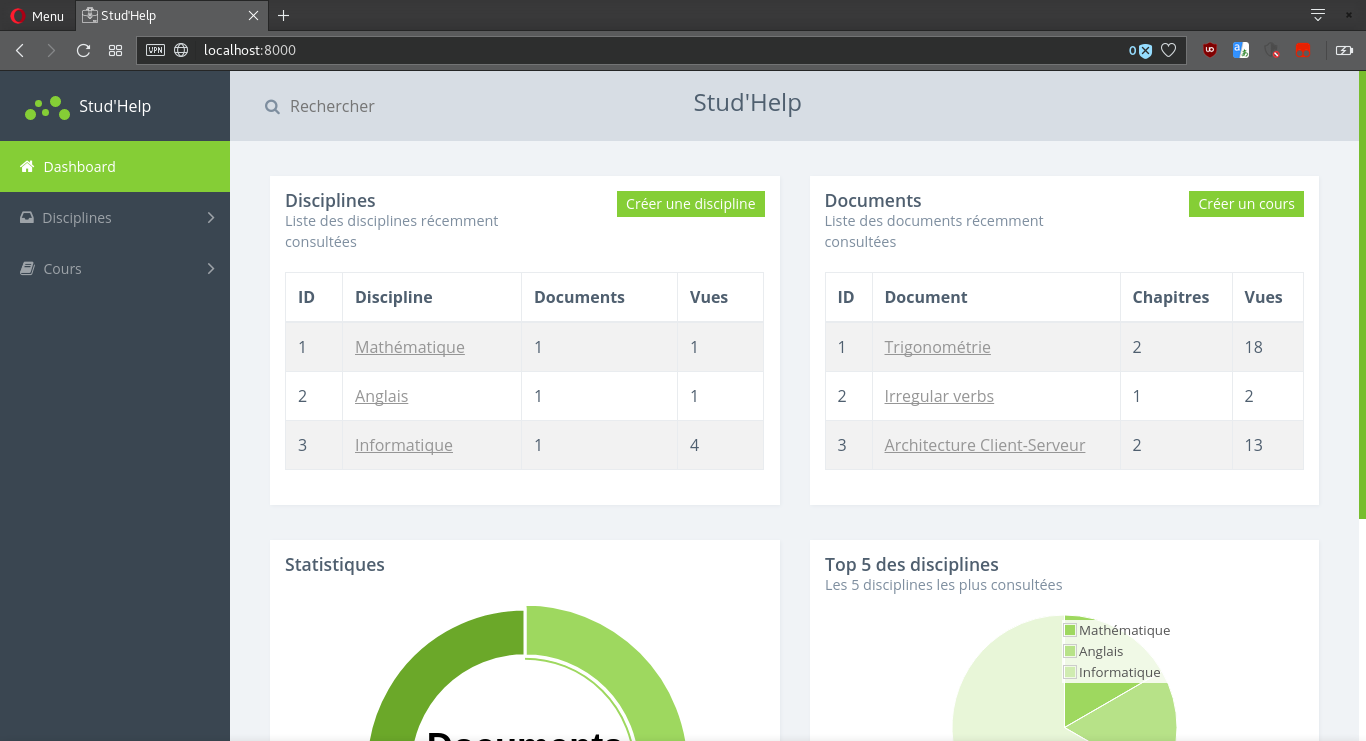 Menu
Stud'Help
VPN
localhost:8000
0
Stud'Help
Rechercher
Stud'Help
Dashboard
Disciplines
Cours
Disciplines
Créer une discipline
Liste des disciplines récemment
consultées
ID Discipline Documents Vues
1 Mathématique 1 1
2 Anglais 1 1
3 Informatique 1 4
Documents
Créer un cours
Liste des documents récemment
consultées
ID Document Chapitres Vues
1 Trigonométrie 2 18
2 Irregular verbs 1 2
3 Architecture Client-Serveur 2 13
Statistiques
Documents
Top 5 des disciplines
Les 5 disciplines les plus consultées
Mathématique
Anglais
Informatique